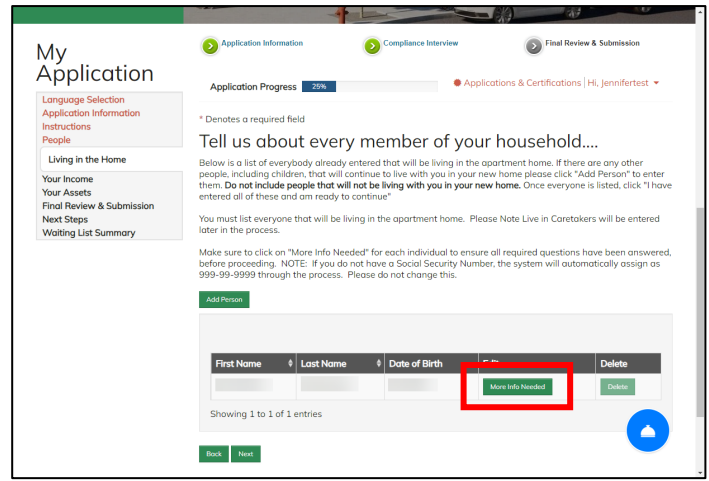 My
Application
Language Selection
Application Information
Instructions
People
Living in the Home
Your Income
Your Assets
Final Review & Submission
Next Steps
Waiting List Summary
Application Information
Compliance Interview
Final Review & Submission
Application Progress 25%
Applications & Certifications | Hi, Jennifertest
* Denotes a required field
Tell us about every member of your household....
Below is a list of everybody already entered that will be living in the apartment home. If there are any other
people, including children, that will continue to live with you in your new home please click "Add Person" to enter
them. Do not include people that will not be living with you in your new home. Once everyone is listed, click "I have
entered all of these and am ready to continue"
You must list everyone that will be living in the apartment home. Please Note Live in Caretakers will be entered
later in the process.
Make sure to click on "More Info Needed" for each individual to ensure all required questions have been answered,
before proceeding. NOTE: If you do not have a Social Security Number, the system will automatically assign as
999-99-9999 through the process. Please do not change this.
Add Person
First Name Last Name Date of Birth Delete
More Info Needed Delete
Showing 1 to 1 of 1 entries
Back Next